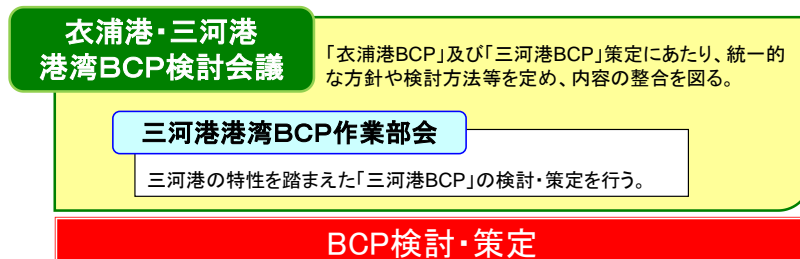 衣浦港・三河港
港湾BCP検討会議
「衣浦港BCP」及び「三河港BCP」策定にあたり、統一的
な方針や検討方法等を定め、内容の整合を図る。
三河港港湾BCP作業部会
三河港の特性を踏まえた「三河港BCP」の検討・策定を行う。
BCP検討・策定